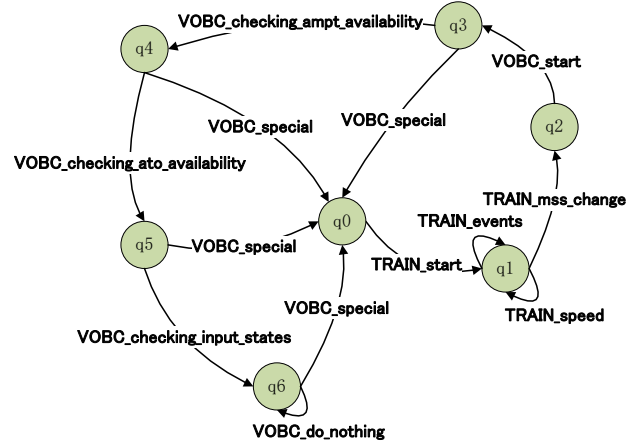 VOBC_checking_ampt_availability
q3
q4
VOBC_start
VOBC_special
VOBC_special
q2
VOBC_checking_ato_availability
TRAIN_mss_change
q0
TRAIN_events
q5
VOBC_special
TRAIN_start
q1
VOBC_special
TRAIN_speed
VOBC_checking_input_states
q6
VOBC_do_nothing